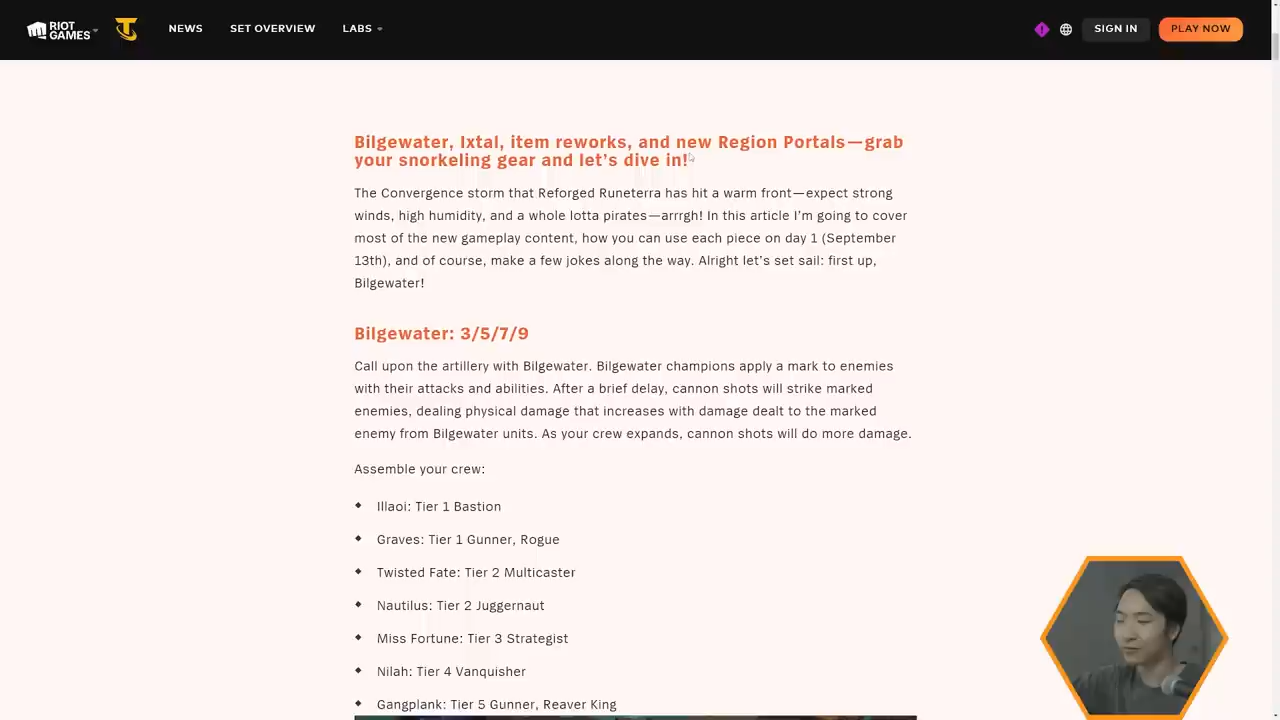 RIOT GAMES
NEWS
SET OVERVIEW
LABS
SIGN IN
PLAY NOW
Bilgewater, Ixtal, item reworks, and new Region Portals—grab
your snorkeling gear and let's dive in!
The Convergence storm that Reforged Runeterra has hit a warm front—expect strong
winds, high humidity, and a whole lotta pirates—arrrgh! In this article I'm going to cover
most of the new gameplay content, how you can use each piece on day 1 (September
13th), and of course, make a few jokes along the way. Alright let's set sail: first up,
Bilgewater!
Bilgewater: 3/5/7/9
Call upon the artillery with Bilgewater. Bilgewater champions apply a mark to enemies
with their attacks and abilities. After a brief delay, cannon shots will strike marked
enemies, dealing physical damage that increases with damage dealt to the marked
enemy from Bilgewater units. As your crew expands, cannon shots will do more damage.
Assemble your crew:
Illaoi: Tier 1 Bastion
Graves: Tier 1 Gunner, Rogue
Twisted Fate: Tier 2 Multicaster
Nautilus: Tier 2 Juggernaut
Miss Fortune: Tier 3 Strategist
Nilah: Tier 4 Vanquisher
Gangplank: Tier 5 Gunner, Reaver King